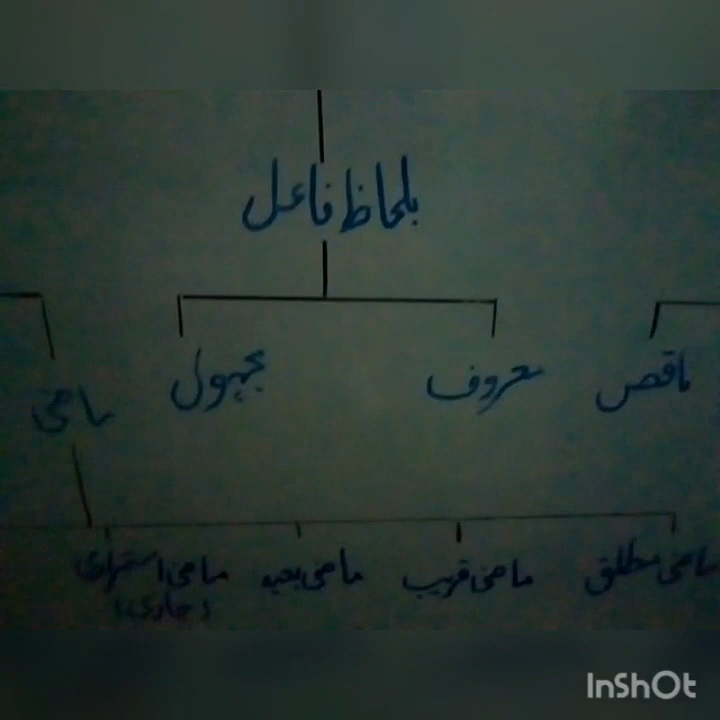 بلحاظ فاعل
ناقص معروف مجہول ماضی
ماضی مطلق ماضی قریب ماضی بعید ماضی استمراری
(جاری)
InShOt